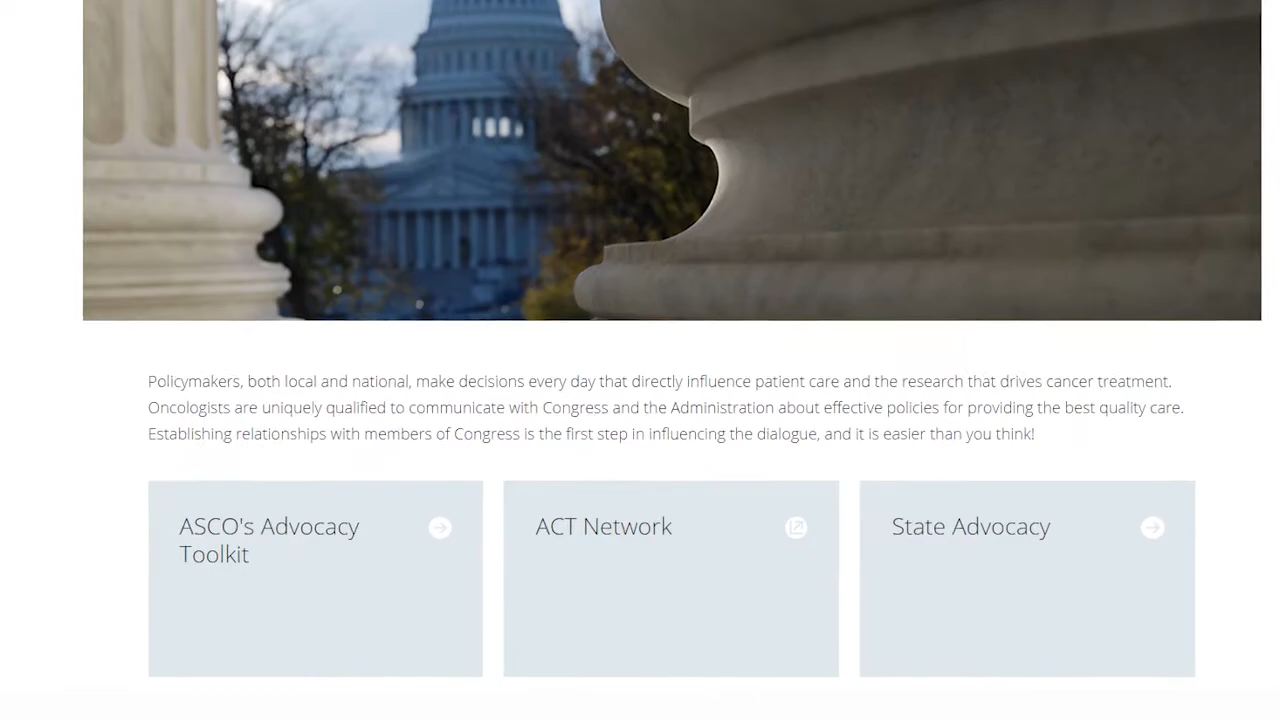 Policymakers, both local and national, make decisions every day that directly influence patient care and the research that drives cancer treatment.
Oncologists are uniquely qualified to communicate with Congress and the Administration about effective policies for providing the best quality care.
Establishing relationships with members of Congress is the first step in influencing the dialogue, and it is easier than you think!
ASCO's Advocacy
Toolkit
ACT Network
State Advocacy